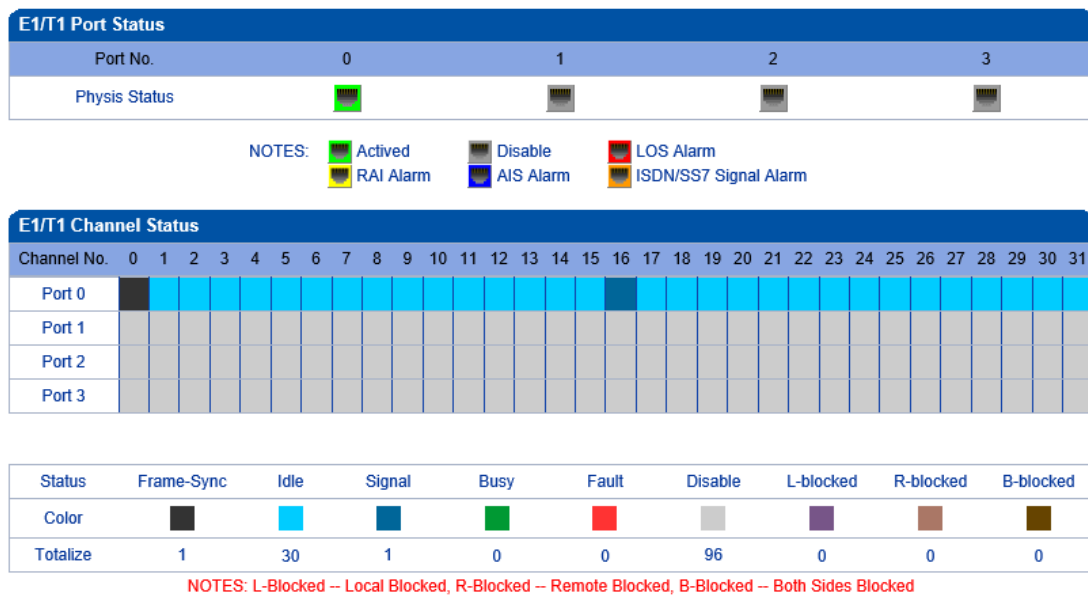 E1/T1 Port Status
Port No. 0 1 2 3
Physis Status
NOTES: Actived Disable LOS Alarm
RAI Alarm AIS Alarm ISDN/SS7 Signal Alarm
E1/T1 Channel Status
Channel No. 0 1 2 3 4 5 6 7 8 9 10 11 12 13 14 15 16 17 18 19 20 21 22 23 24 25 26 27 28 29 30 31
Port 0
Port 1
Port 2
Port 3
Status Frame-Sync Idle Signal Busy Fault Disable L-blocked R-blocked B-blocked
Color
Totalize 1 30 1 0 0 96 0 0 0
NOTES: L-Blocked -- Local Blocked, R-Blocked -- Remote Blocked, B-Blocked -- Both Sides Blocked